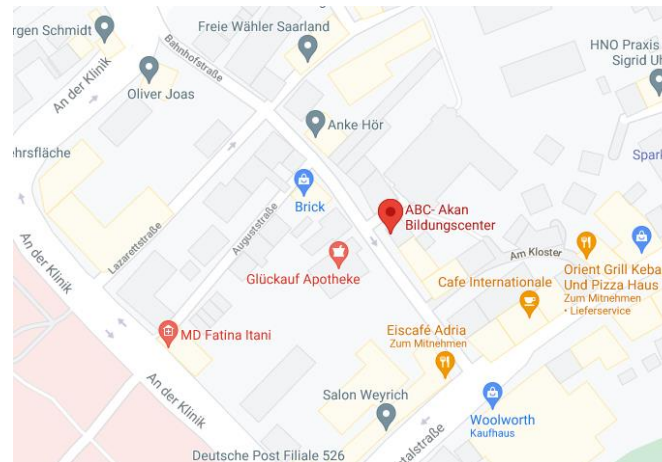 rgen Schmidt
Freie Wähler Saarland
Bahnhofstraße
HNO Praxis
Sigrid Uh
An der Klinik
Oliver Joas
Anke Hör
ehrsfläche
Spark
Brick
ABC- Akan
Bildungscenter
Auguststraße
Lazarettstraße
Am Kloster
Glückauf Apotheke
An der Klinik
Cafe Internationale
Orient Grill Keba
Und Pizza Haus
Zum Mitnehmen
• Lieferservice
MD Fatina Itani
Eiscafé Adria
Zum Mitnehmen
An der Klinik
Salon Weyrich
Woolworth
Kaufhaus
talstraße
Deutsche Post Filiale 526